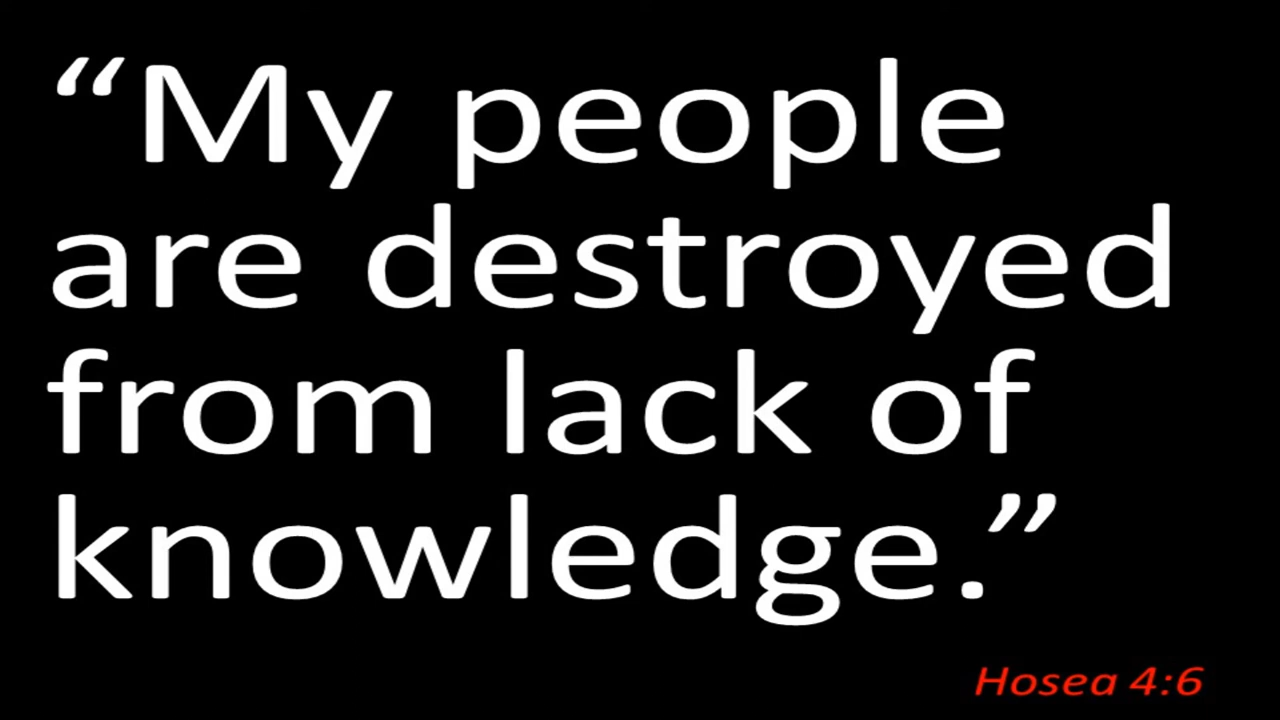 “My people
are destroyed
from lack of
knowledge.”
Hosea 4:6